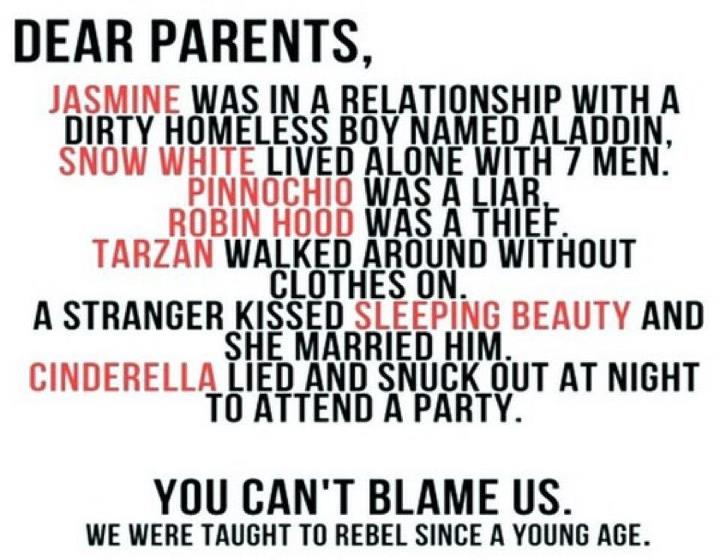 DEAR PARENTS,
JASMINE WAS IN A RELATIONSHIP WITH A
DIRTY HOMELESS BOY NAMED ALADDIN,
SNOW WHITE LIVED ALONE WITH 7 MEN.
PINNOCHIO WAS A LIAR.
ROBIN HOOD WAS A THIEF.
TARZAN WALKED AROUND WITHOUT
CLOTHES ON.
A STRANGER KISSED SLEEPING BEAUTY AND
SHE MARRIED HIM.
CINDERELLA LIED AND SNUCK OUT AT NIGHT
TO ATTEND A PARTY.
YOU CAN'T BLAME US.
WE WERE TAUGHT TO REBEL SINCE A YOUNG AGE.